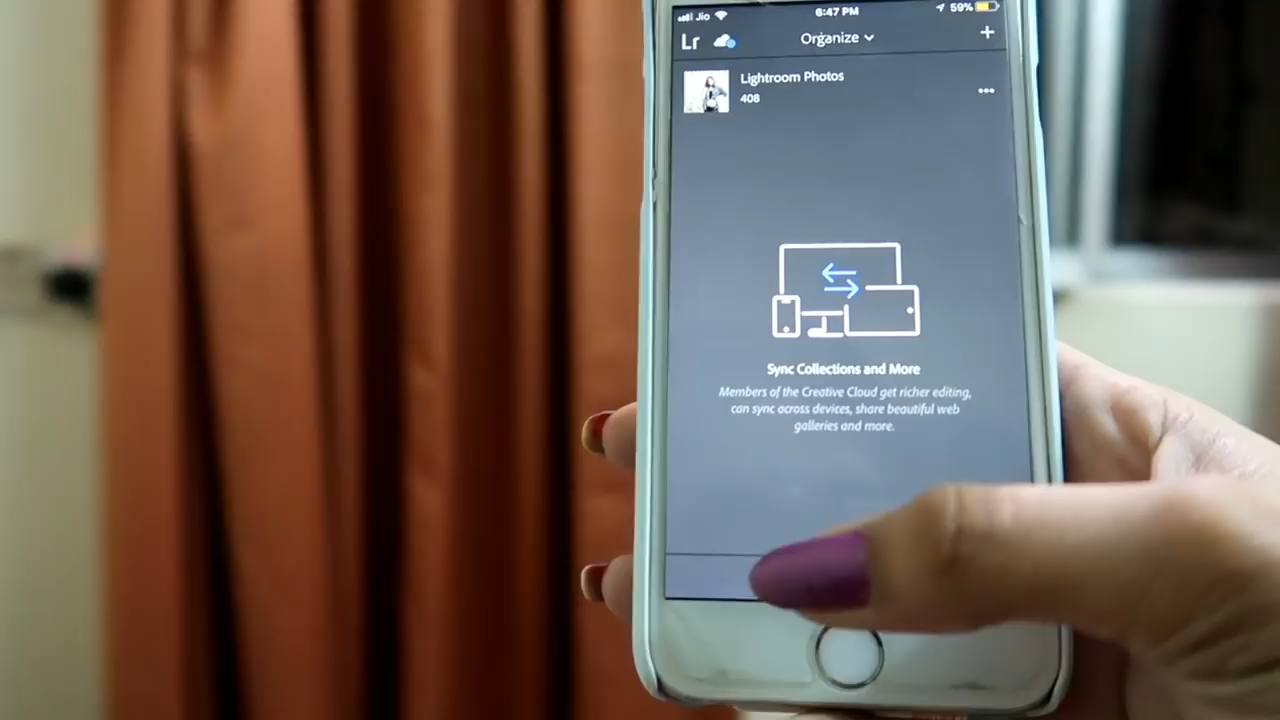 Jio 6:47 PM 59%
Lr Organize +
Lightroom Photos
408
Sync Collections and More
Members of the Creative Cloud get richer editing,
can sync across devices, share beautiful web
galleries and more.